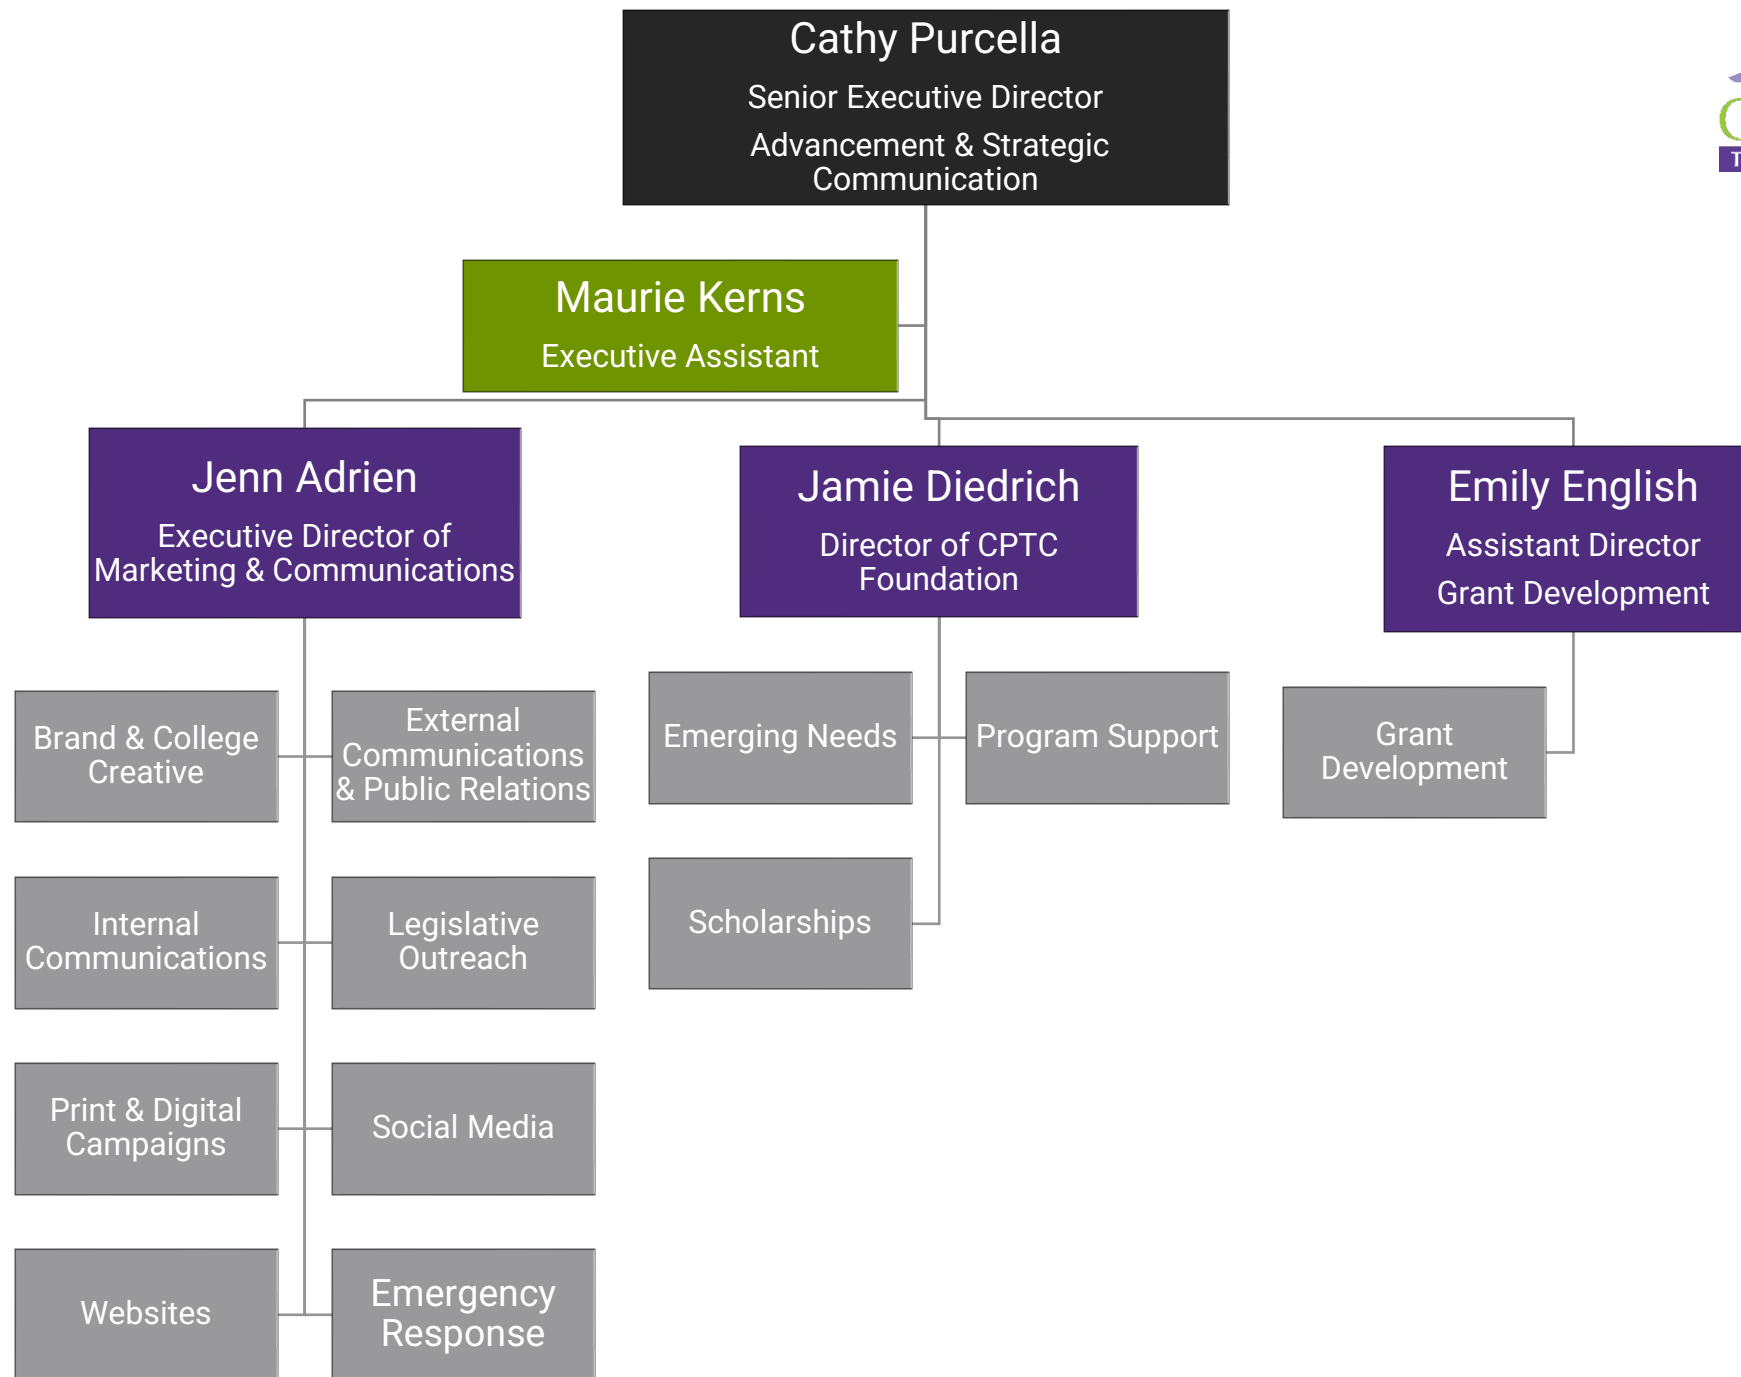 Cathy Purcella
Senior Executive Director
Advancement & Strategic
Communication
Maurie Kerns
Executive Assistant
Jenn Adrien
Executive Director of
Marketing & Communications
Jamie Diedrich
Director of CPTC
Foundation
Emily English
Assistant Director
Grant Development
Brand & College
Creative
External
Communications
& Public Relations
Emerging Needs
Program Support
Grant
Development
Internal
Communications
Legislative
Outreach
Scholarships
Print & Digital
Campaigns
Social Media
Websites
Emergency
Response